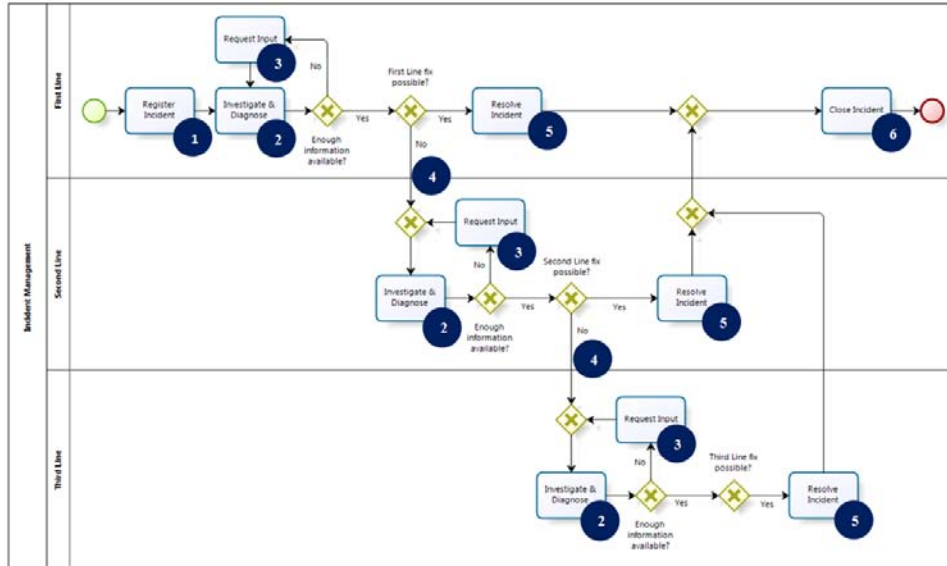 Incident Management
First Line
Request Input
3
No
First Line fix
possible?
Register
Incident
1
Investigate &
Diagnose
2
Enough
information
available?
Yes
Yes
Resolve
Incident
5
Close Incident
6
No
4
Second Line
Request Input
3
No
Second Line fix
possible?
Investigate &
Diagnose
2
Enough
information
available?
Yes
Yes
Resolve
Incident
5
No
4
Third Line
Request Input
3
No
Third Line fix
possible?
Investigate &
Diagnose
2
Enough
information
available?
Yes
Yes
Resolve
Incident
5